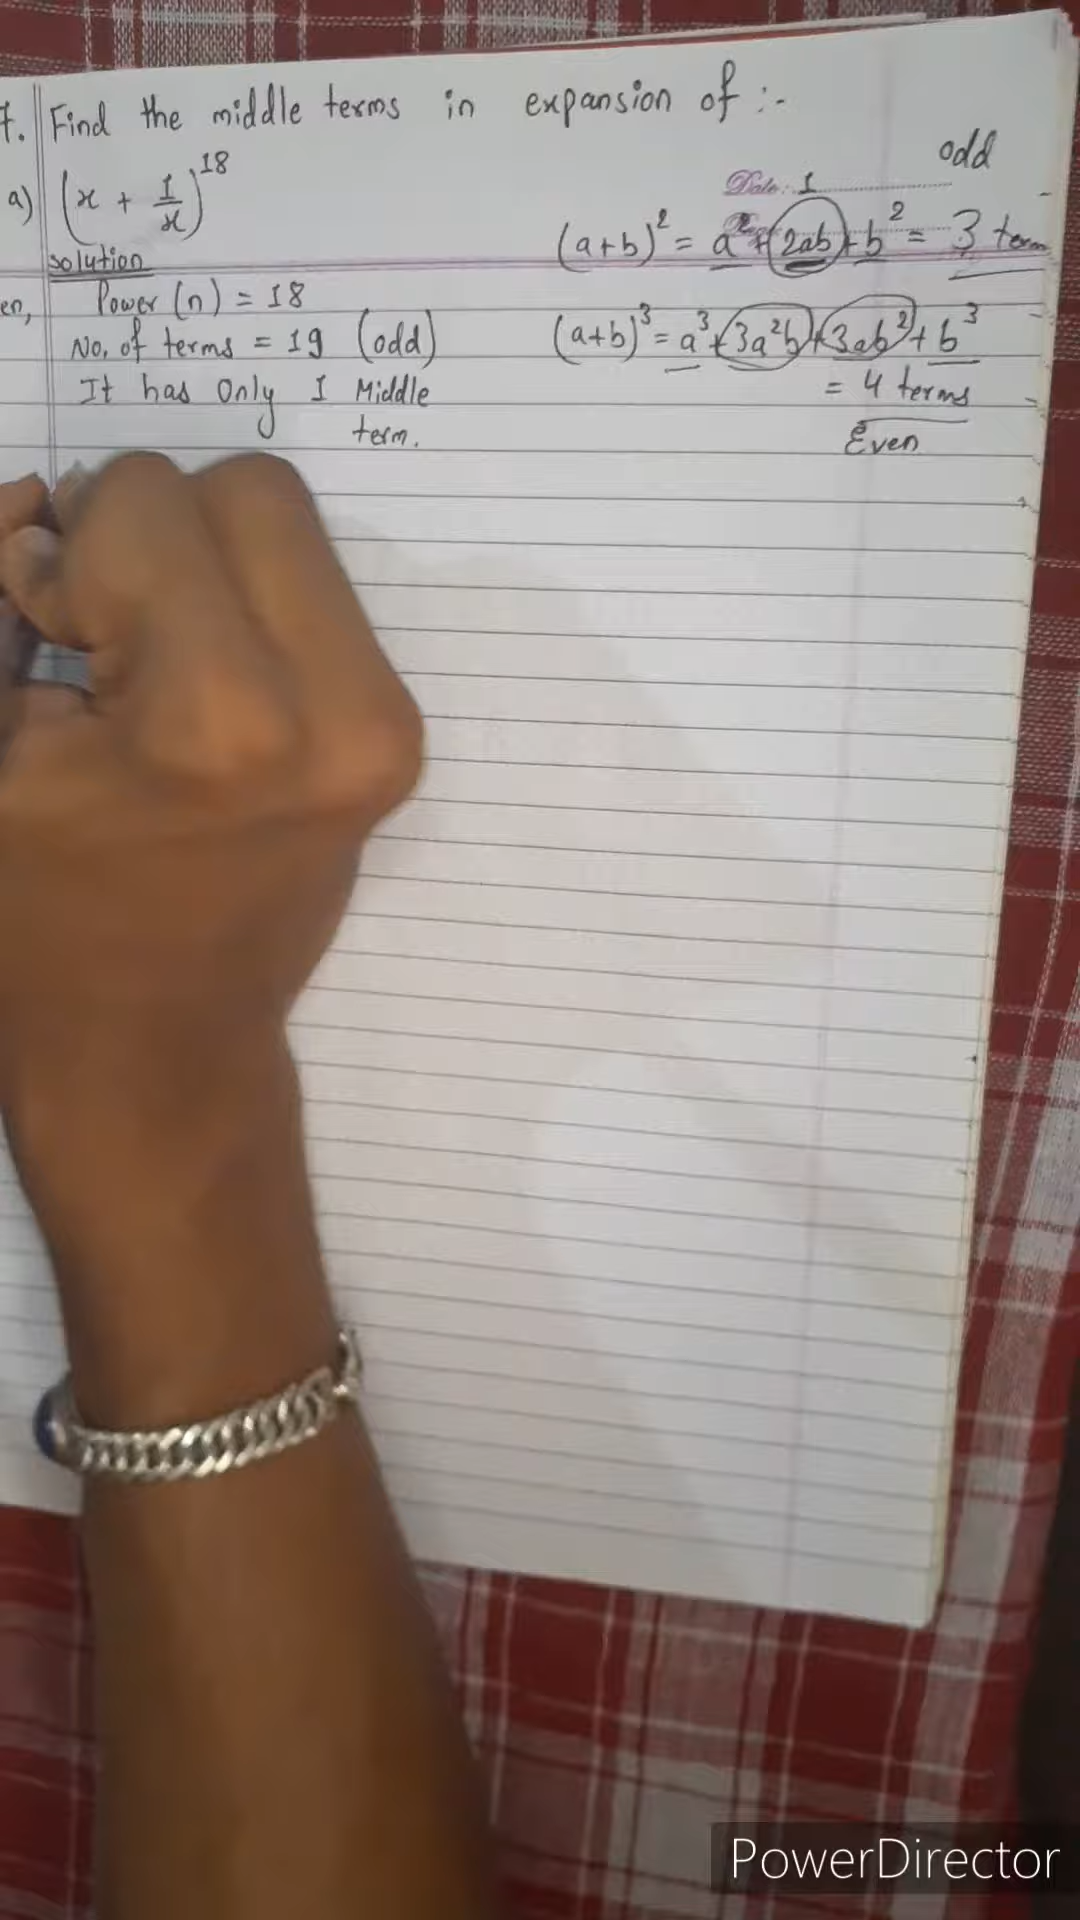 7. Find the middle terms in expansion of :-
a) (x + 1/x)^18
odd
Date: 1
(a+b)^2 = a^2 + 2ab + b^2 = 3 term
solution
en, Power (n) = 18
No. of terms = 19 (odd)
(a+b)^3 = a^3 + 3a^2b + 3ab^2 + b^3
It has Only 1 Middle
term.
= 4 terms
Even
PowerDirector